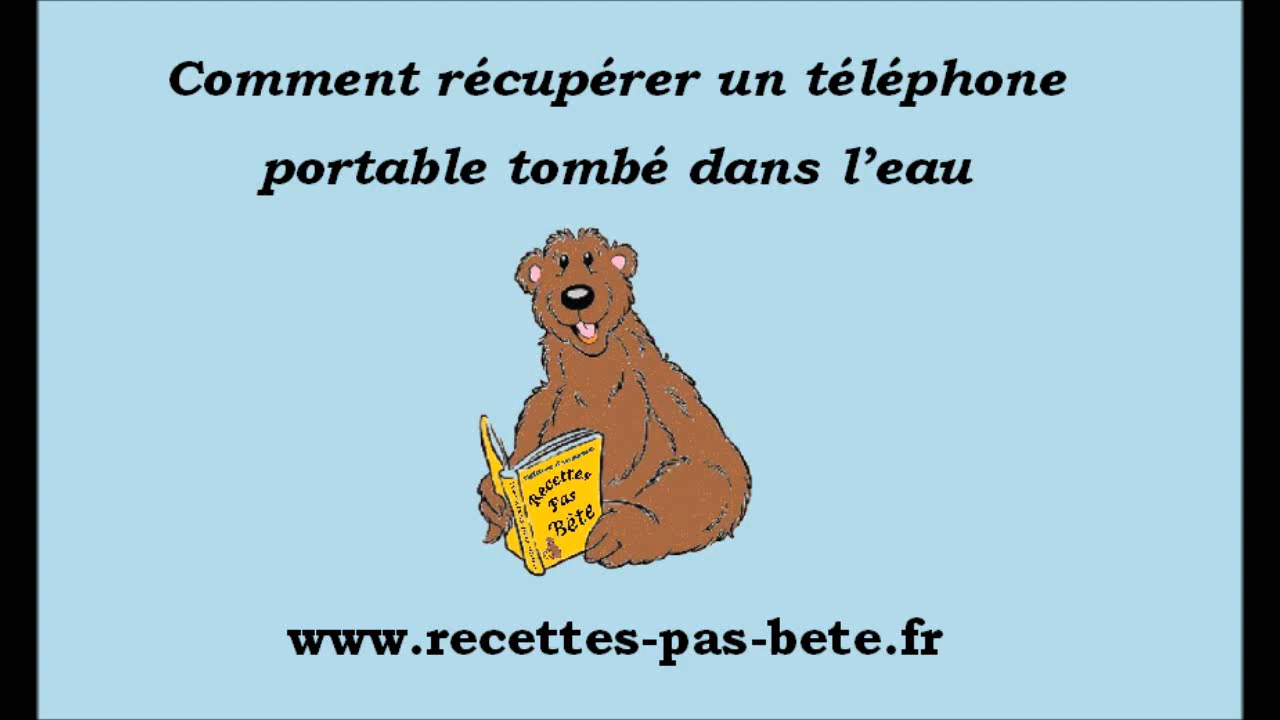 Comment récupérer un téléphone
portable tombé dans l’eau
Recettes
Pas
Bête
www.recettes-pas-bete.fr